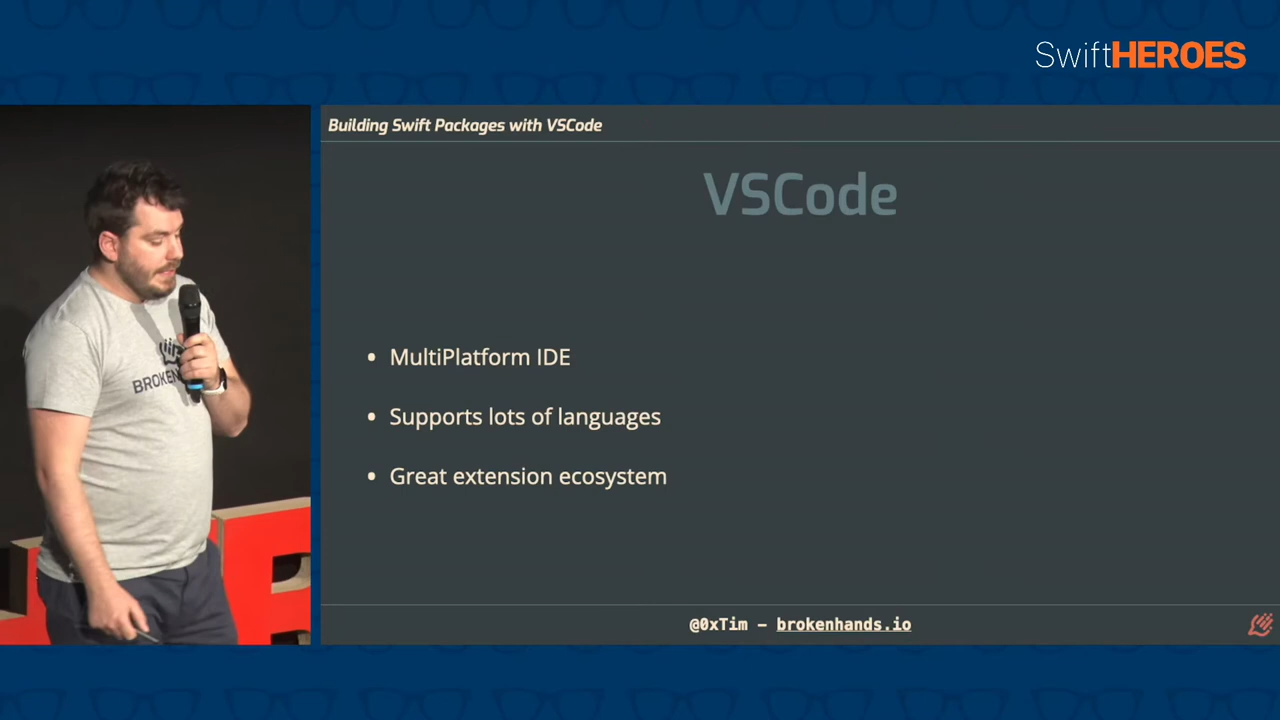 SwiftHEROES
Building Swift Packages with VSCode
VSCode
• MultiPlatform IDE
• Supports lots of languages
• Great extension ecosystem
BROKEN
@0xTim – brokenhands.io